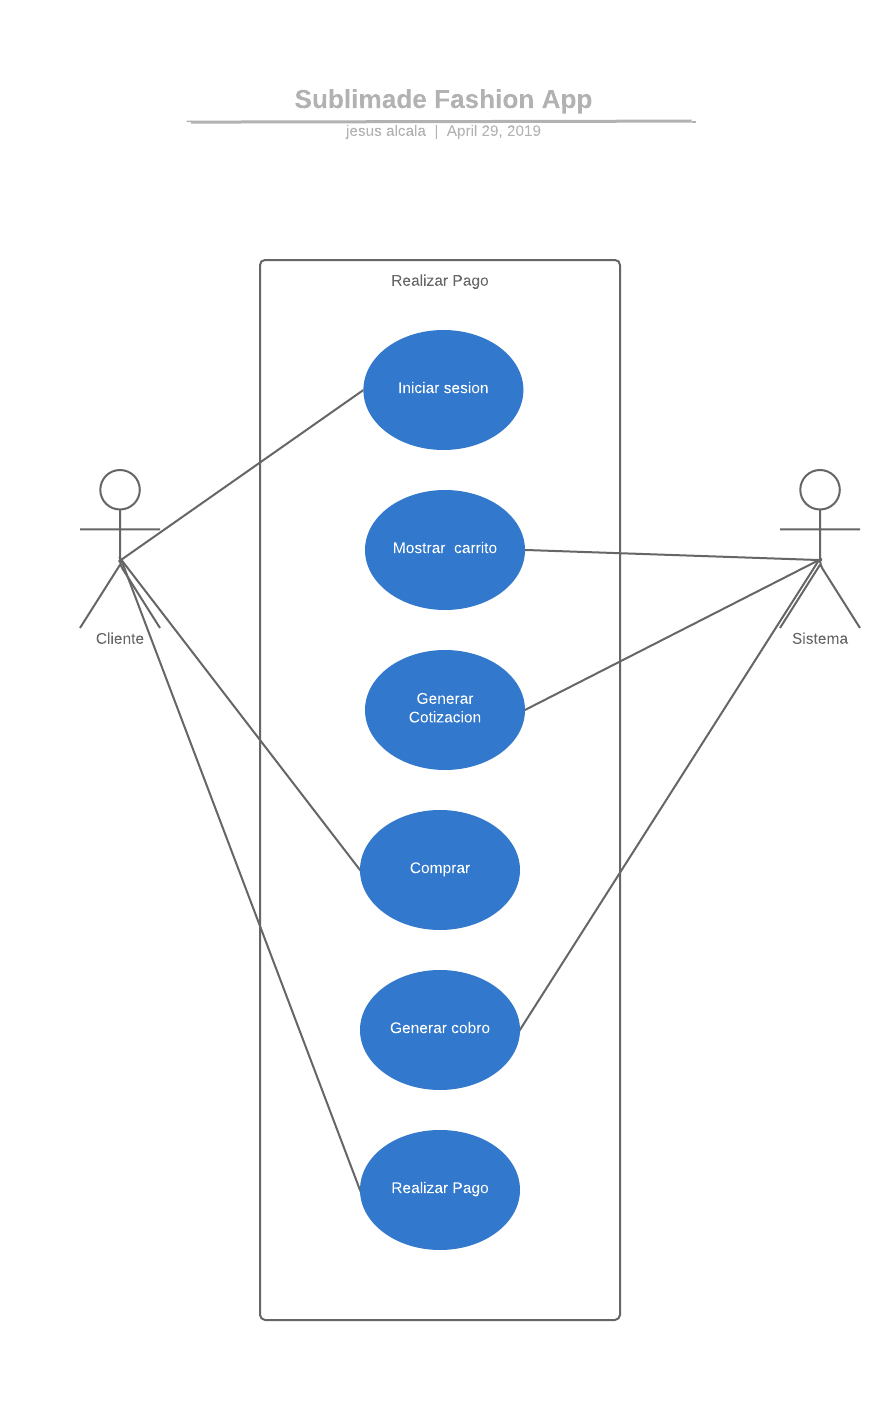 Sublimade Fashion App
jesus alcala | April 29, 2019
Realizar Pago
Iniciar sesion
Mostrar carrito
Generar
Cotizacion
Comprar
Generar cobro
Realizar Pago
Cliente
Sistema